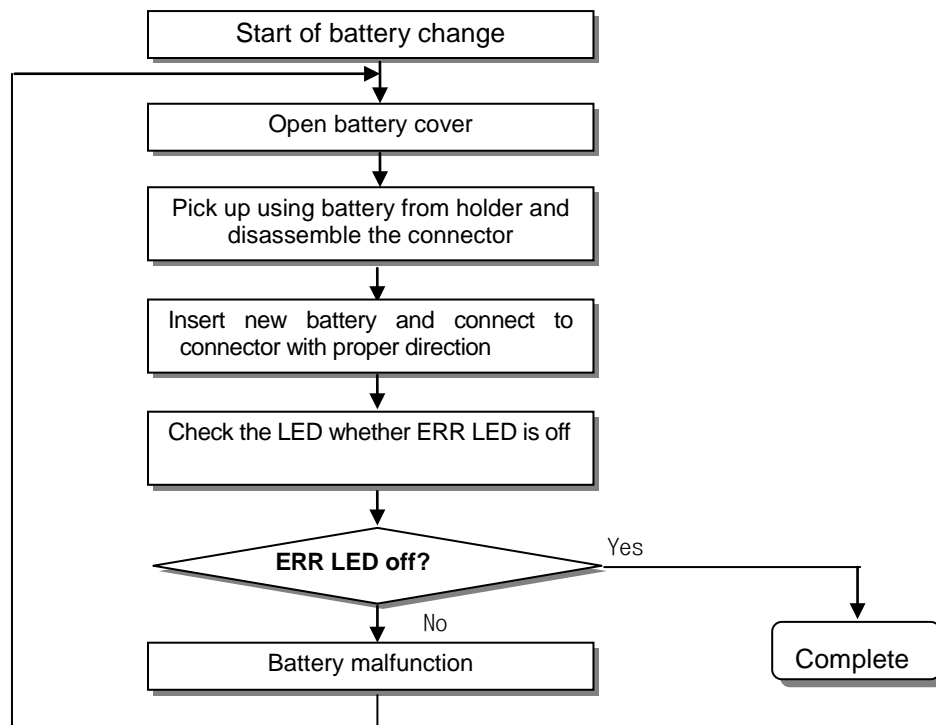 Start of battery change
Open battery cover
Pick up using battery from holder and
disassemble the connector
Insert new battery and connect to
connector with proper direction
Check the LED whether ERR LED is off
ERR LED off?
Yes
No
Battery malfunction
Complete